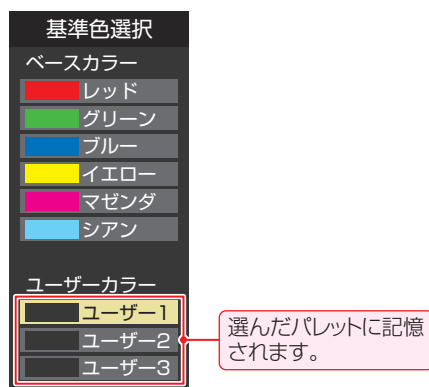 基準色選択
ベースカラー
レッド
グリーン
ブルー
イエロー
マゼンダ
シアン
ユーザーカラー
ユーザー1
ユーザー2
ユーザー3
選んだパレットに記憶
されます。